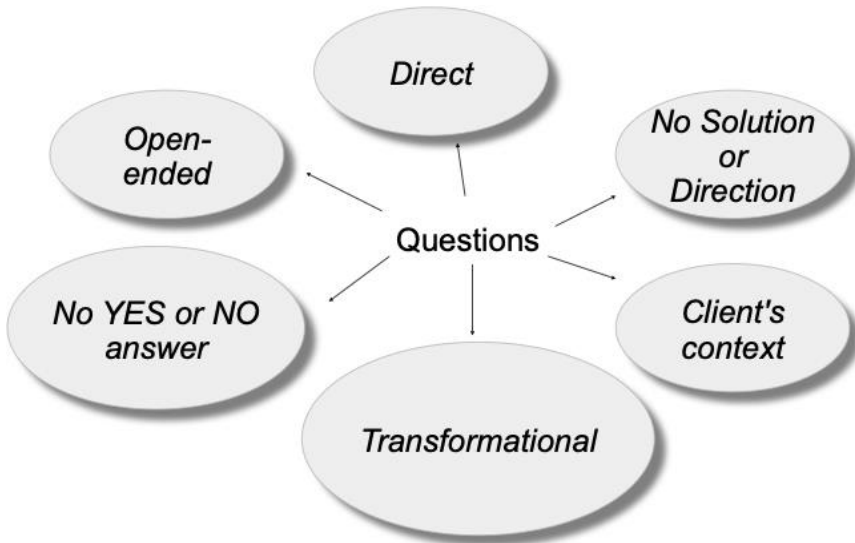 Direct
Open-
ended
No Solution
or
Direction
Questions
No YES or NO
answer
Client's
context
Transformational